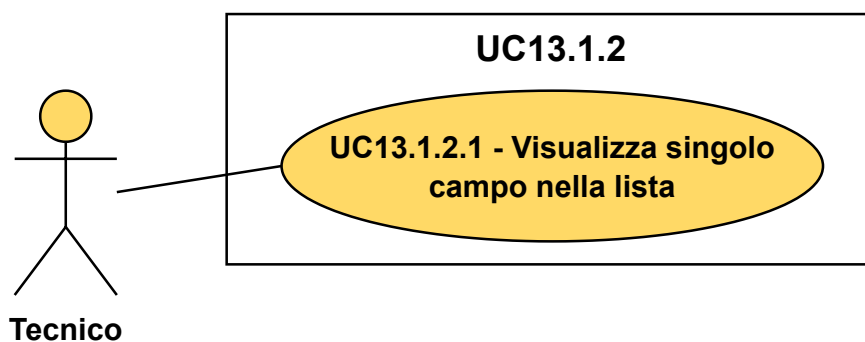 UC13.1.2
UC13.1.2.1 - Visualizza singolo
campo nella lista
Tecnico